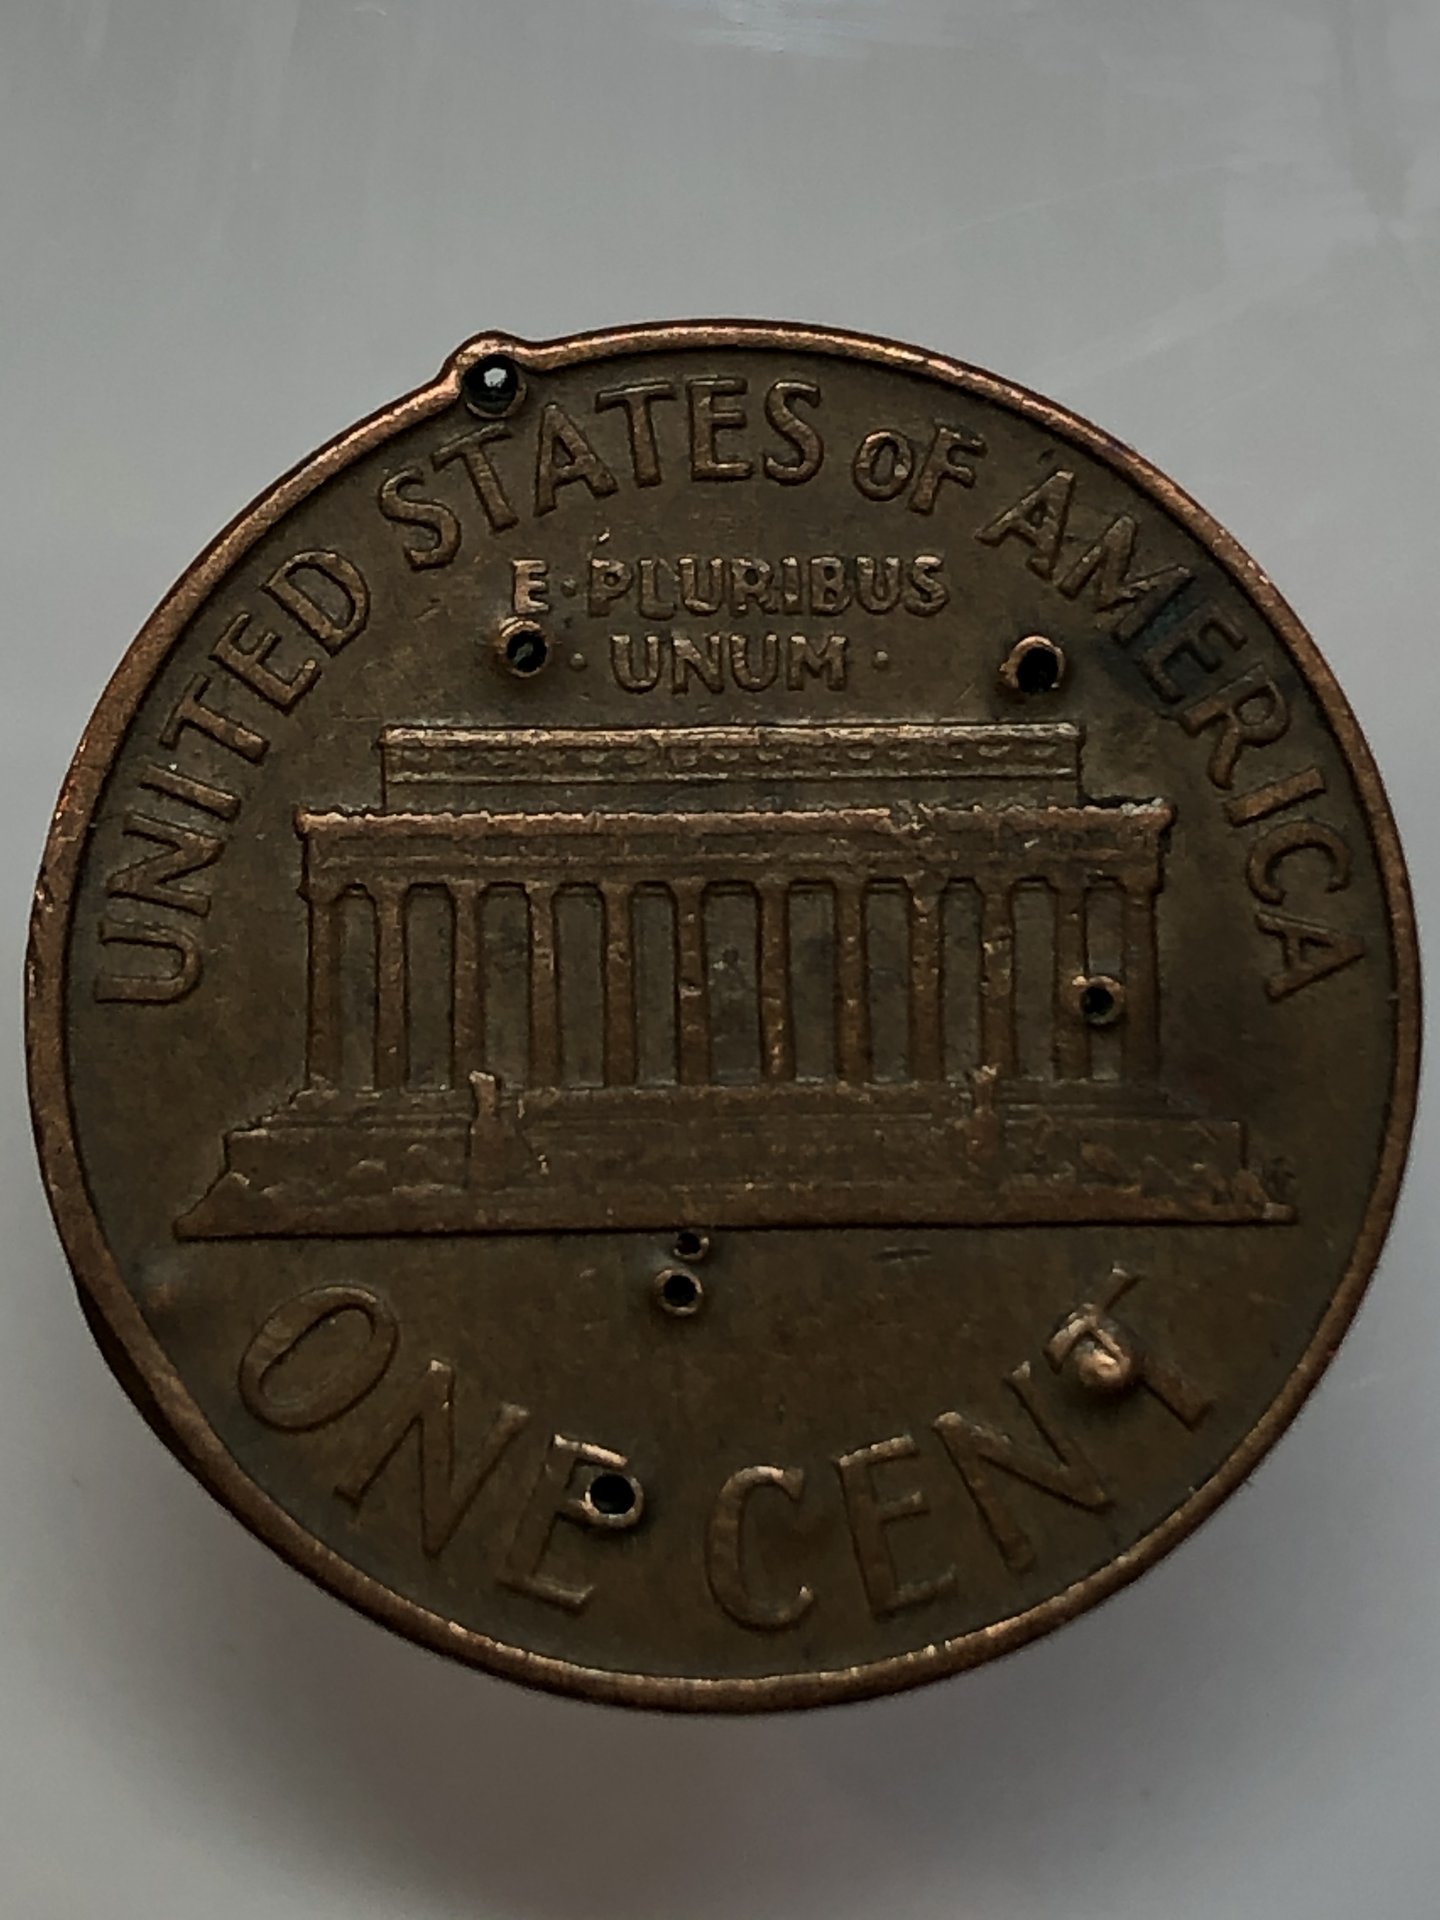 UNITED STATES OF AMERICA
E·PLURIBUS
·UNUM·
ONE CENT